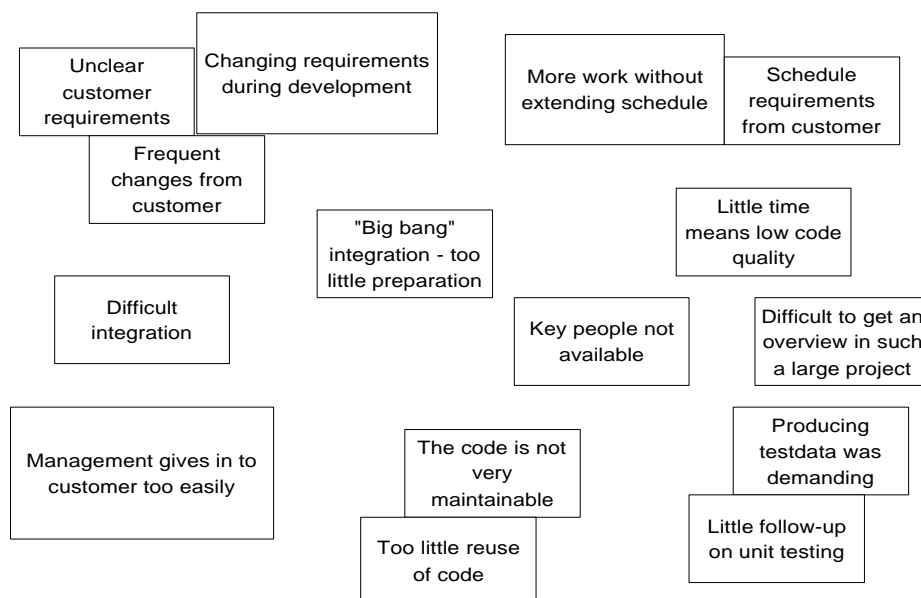 Unclear
customer
requirements
Changing requirements
during development
Frequent
changes from
customer
More work without
extending schedule
Schedule
requirements
from customer
"Big bang"
integration - too
little preparation
Little time
means low code
quality
Difficult
integration
Key people not
available
Difficult to get an
overview in such
a large project
Management gives in to
customer too easily
The code is not
very
maintainable
Too little reuse
of code
Producing
testdata was
demanding
Little follow-up
on unit testing